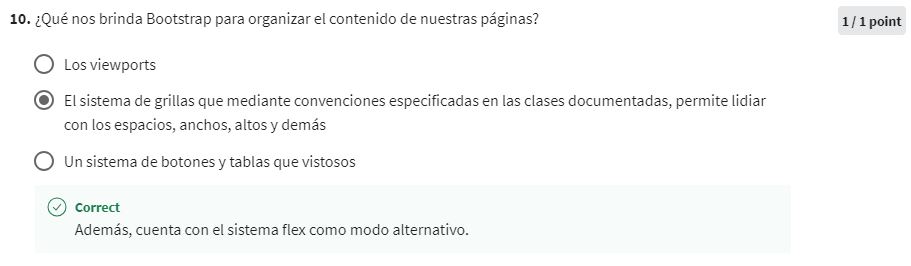 10. ¿Qué nos brinda Bootstrap para organizar el contenido de nuestras páginas?
1 / 1 point
Los viewports
El sistema de grillas que mediante convenciones especificadas en las clases documentadas, permite lidiar
con los espacios, anchos, altos y demás
Un sistema de botones y tablas que vistosos
Correct
Además, cuenta con el sistema flex como modo alternativo.